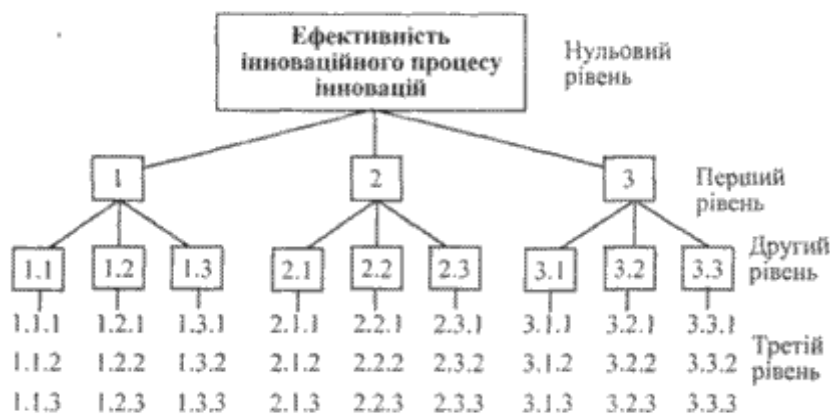 Ефективність
інноваційного процесу
інновацій
Нульовий
рівень
1 2 3
Перший
рівень
1.1 1.2 1.3 2.1 2.2 2.3 3.1 3.2 3.3
Другий
рівень
1.1.1 1.2.1 1.3.1 2.1.1 2.2.1 2.3.1 3.1.1 3.2.1 3.3.1
1.1.2 1.2.2 1.3.2 2.1.2 2.2.2 2.3.2 3.1.2 3.2.2 3.3.2
1.1.3 1.2.3 1.3.3 2.1.3 2.2.3 2.3.3 3.1.3 3.2.3 3.3.3
Третій
рівень